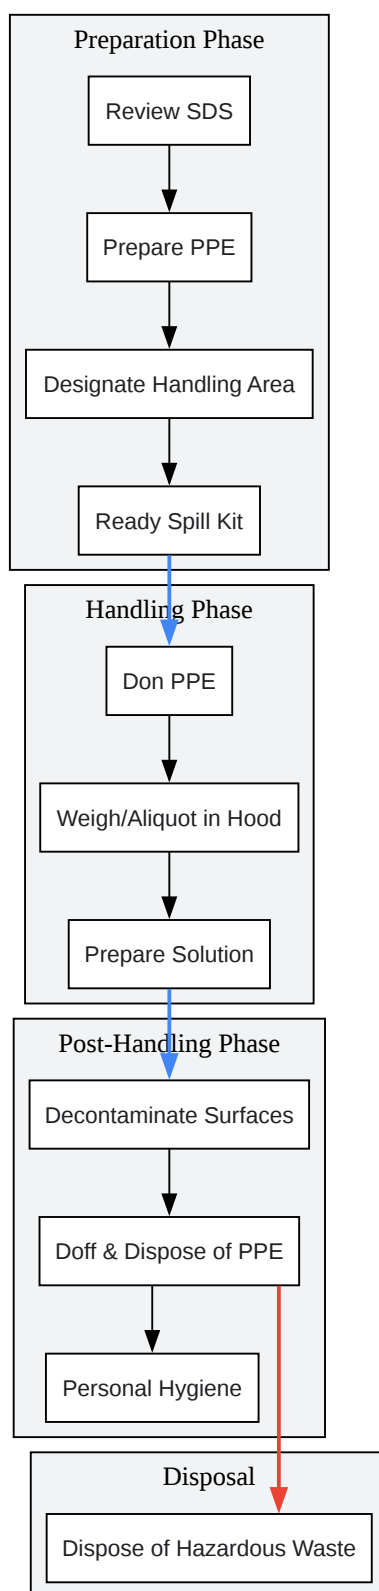 Preparation Phase
Review SDS
Prepare PPE
Designate Handling Area
Ready Spill Kit
Handling Phase
Don PPE
Weigh/Aliquot in Hood
Prepare Solution
Post-Handling Phase
Decontaminate Surfaces
Doff & Dispose of PPE
Personal Hygiene
Disposal
Dispose of Hazardous Waste